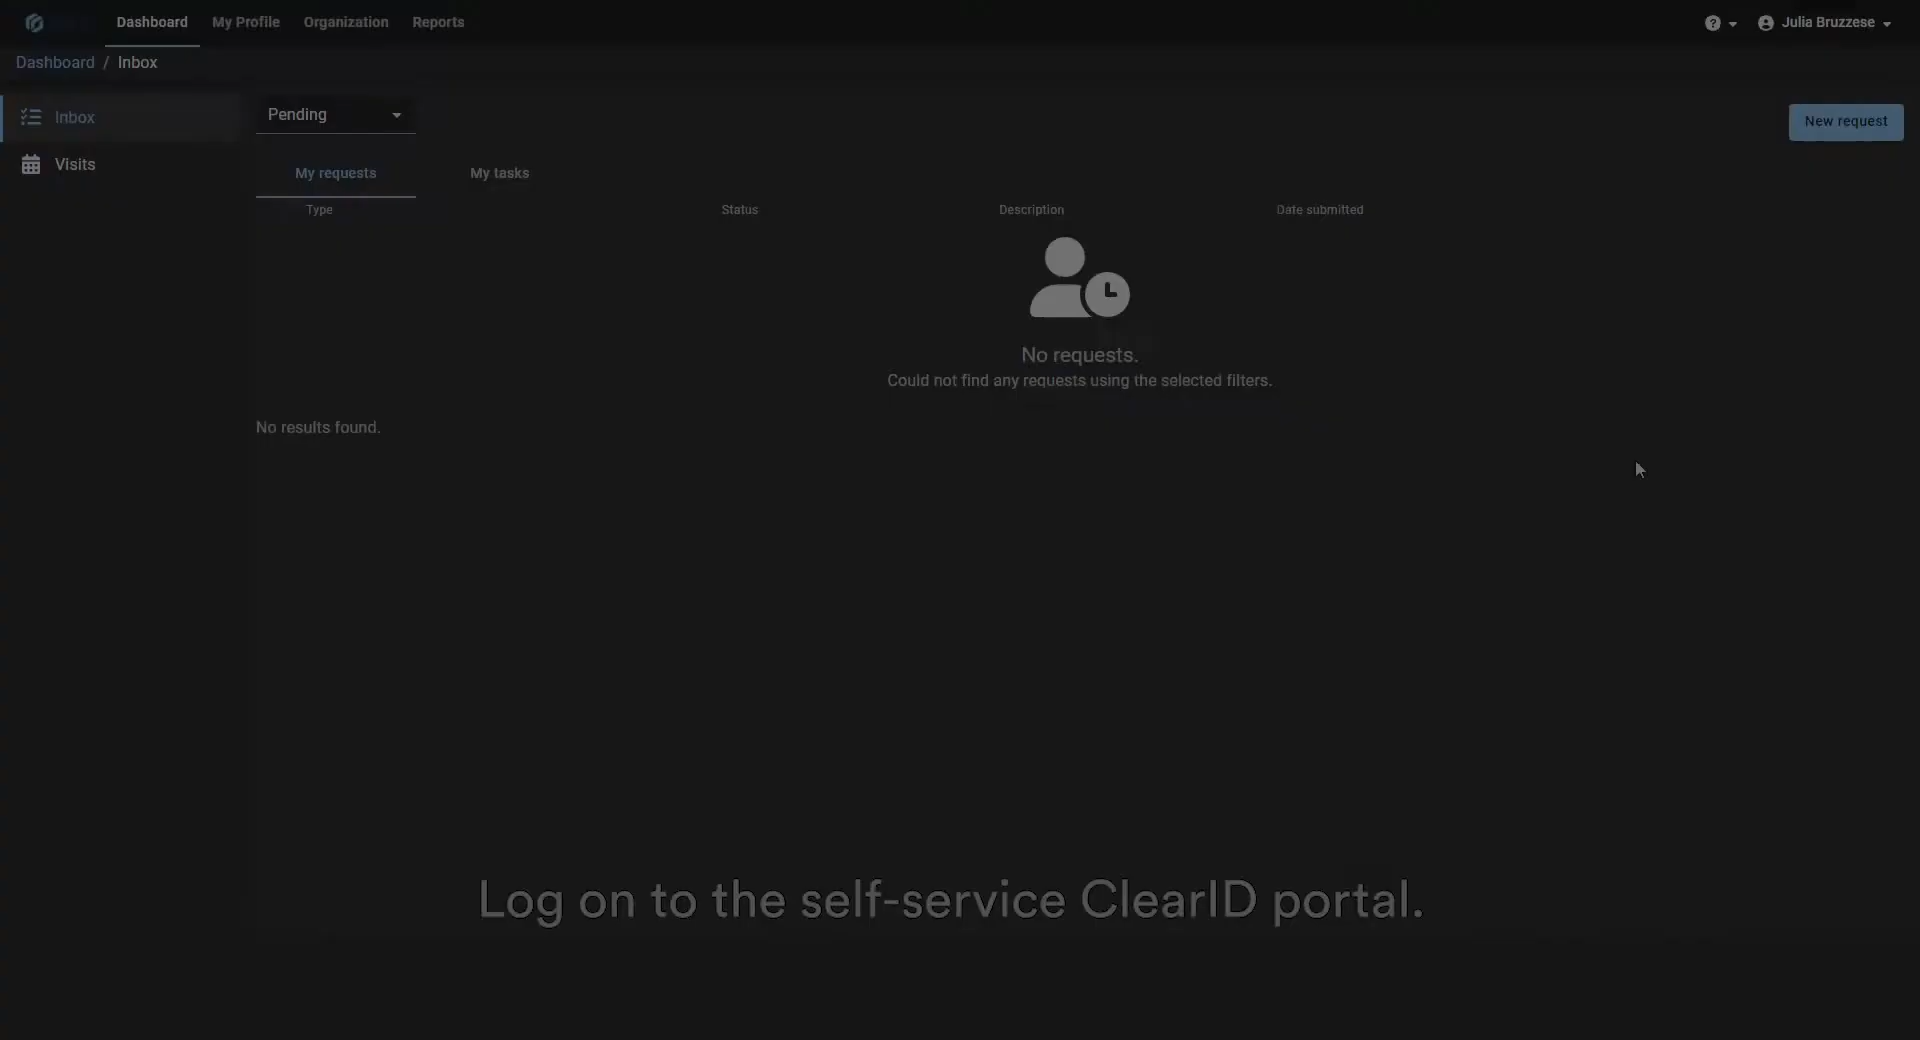 Dashboard My Profile Organization Reports
Julia Bruzzese
Dashboard / Inbox
Inbox
Visits
Pending
New request
My requests My tasks
Type Status Description Date submitted
No requests.
Could not find any requests using the selected filters.
No results found.
Log on to the self-service ClearID portal.